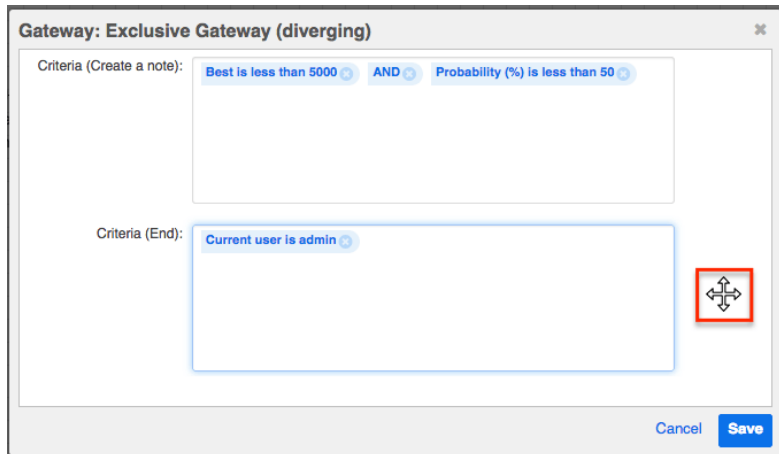 Gateway: Exclusive Gateway (diverging)
Criteria (Create a note): Best is less than 5000 AND Probability (%) is less than 50
Criteria (End): Current user is admin
Cancel Save